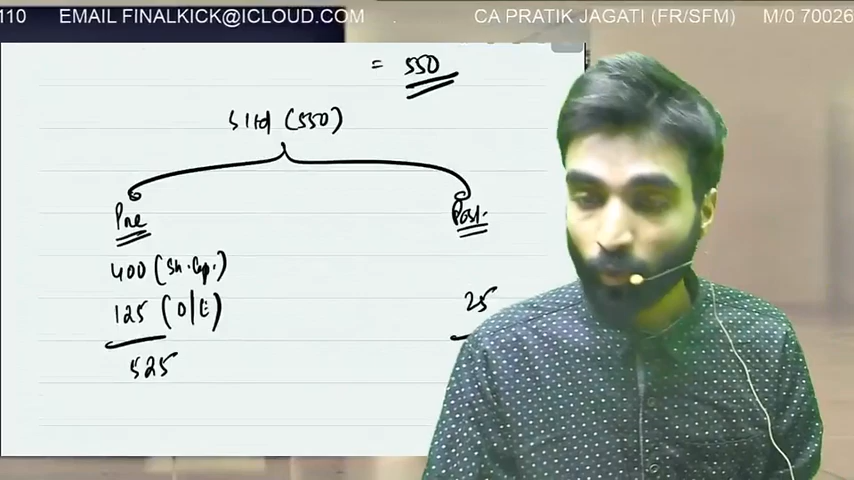 110 EMAIL FINALKICK@ICLOUD.COM CA PRATIK JAGATI (FR/SFM) M/0 70026
= 550
S Ltd (550)
Pre Post.
400 (Sh. Cap.)
125 (O/E) 25
525